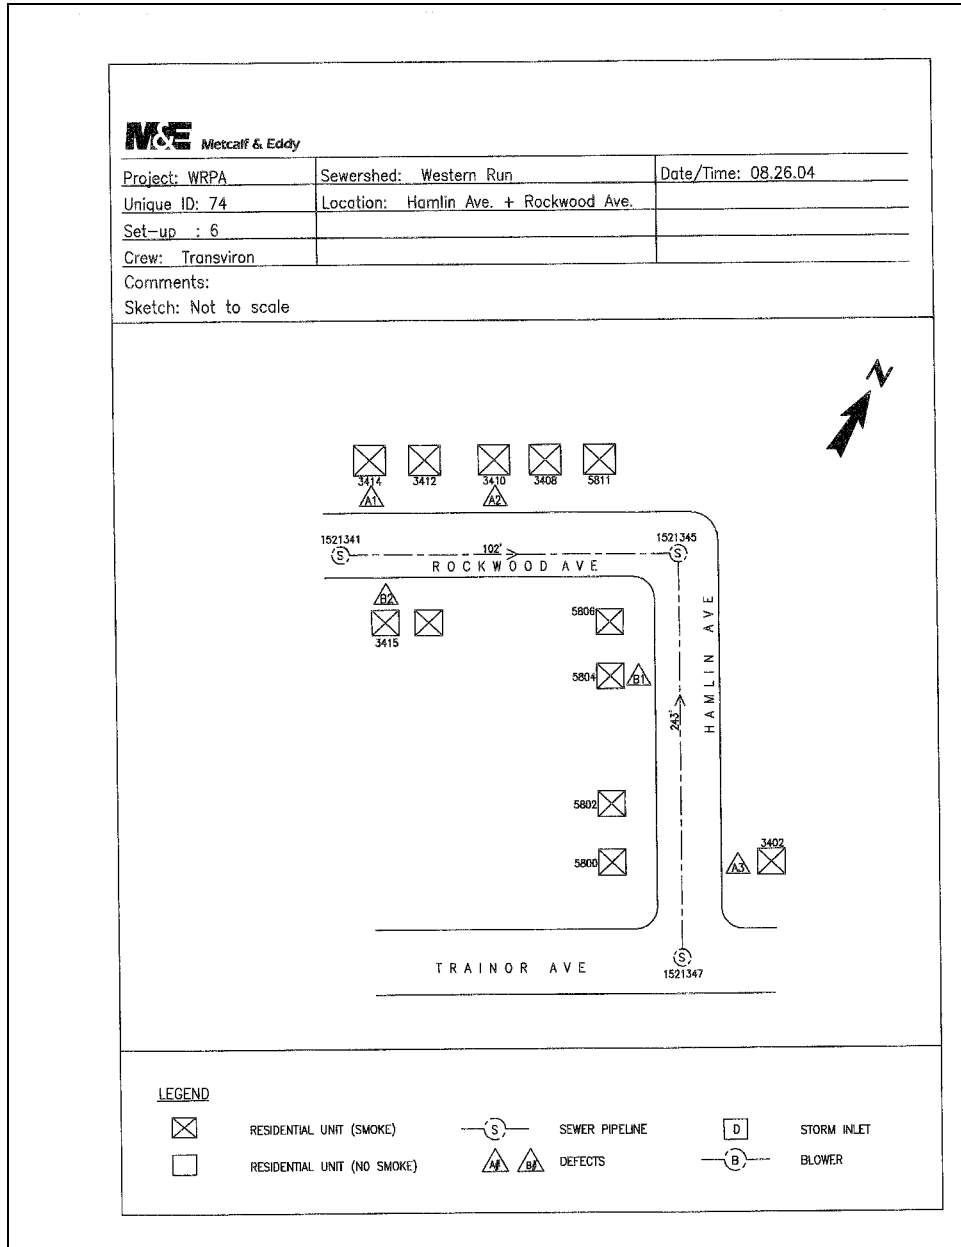 M&E Metcalf & Eddy
Project: WRPA
Sewershed: Western Run
Date/Time: 08.26.04
Unique ID: 74
Location: Hamlin Ave. + Rockwood Ave.
Set-up : 6
Crew: Transviron
Comments:
Sketch: Not to scale
N
3414
3412
3410
3408
5811
A1
A2
1521341
S
102'
1521345
S
ROCKWOOD AVE
B2
3415
5806
5804
B1
HAMLIN AVE
243'
5802
5800
3402
A3
TRAINOR AVE
S
1521347
LEGEND
RESIDENTIAL UNIT (SMOKE)
S SEWER PIPELINE
D STORM INLET
RESIDENTIAL UNIT (NO SMOKE)
A# B# DEFECTS
B BLOWER